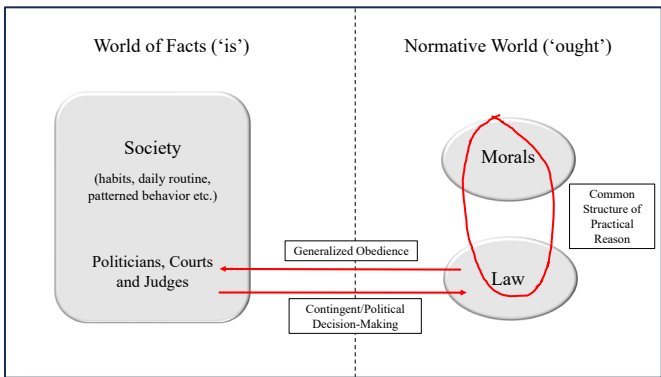 World of Facts (‘is’)
Normative World (‘ought’)
Society
(habits, daily routine,
patterned behavior etc.)
Politicians, Courts
and Judges
Generalized Obedience
Contingent/Political
Decision-Making
Morals
Law
Common
Structure of
Practical
Reason